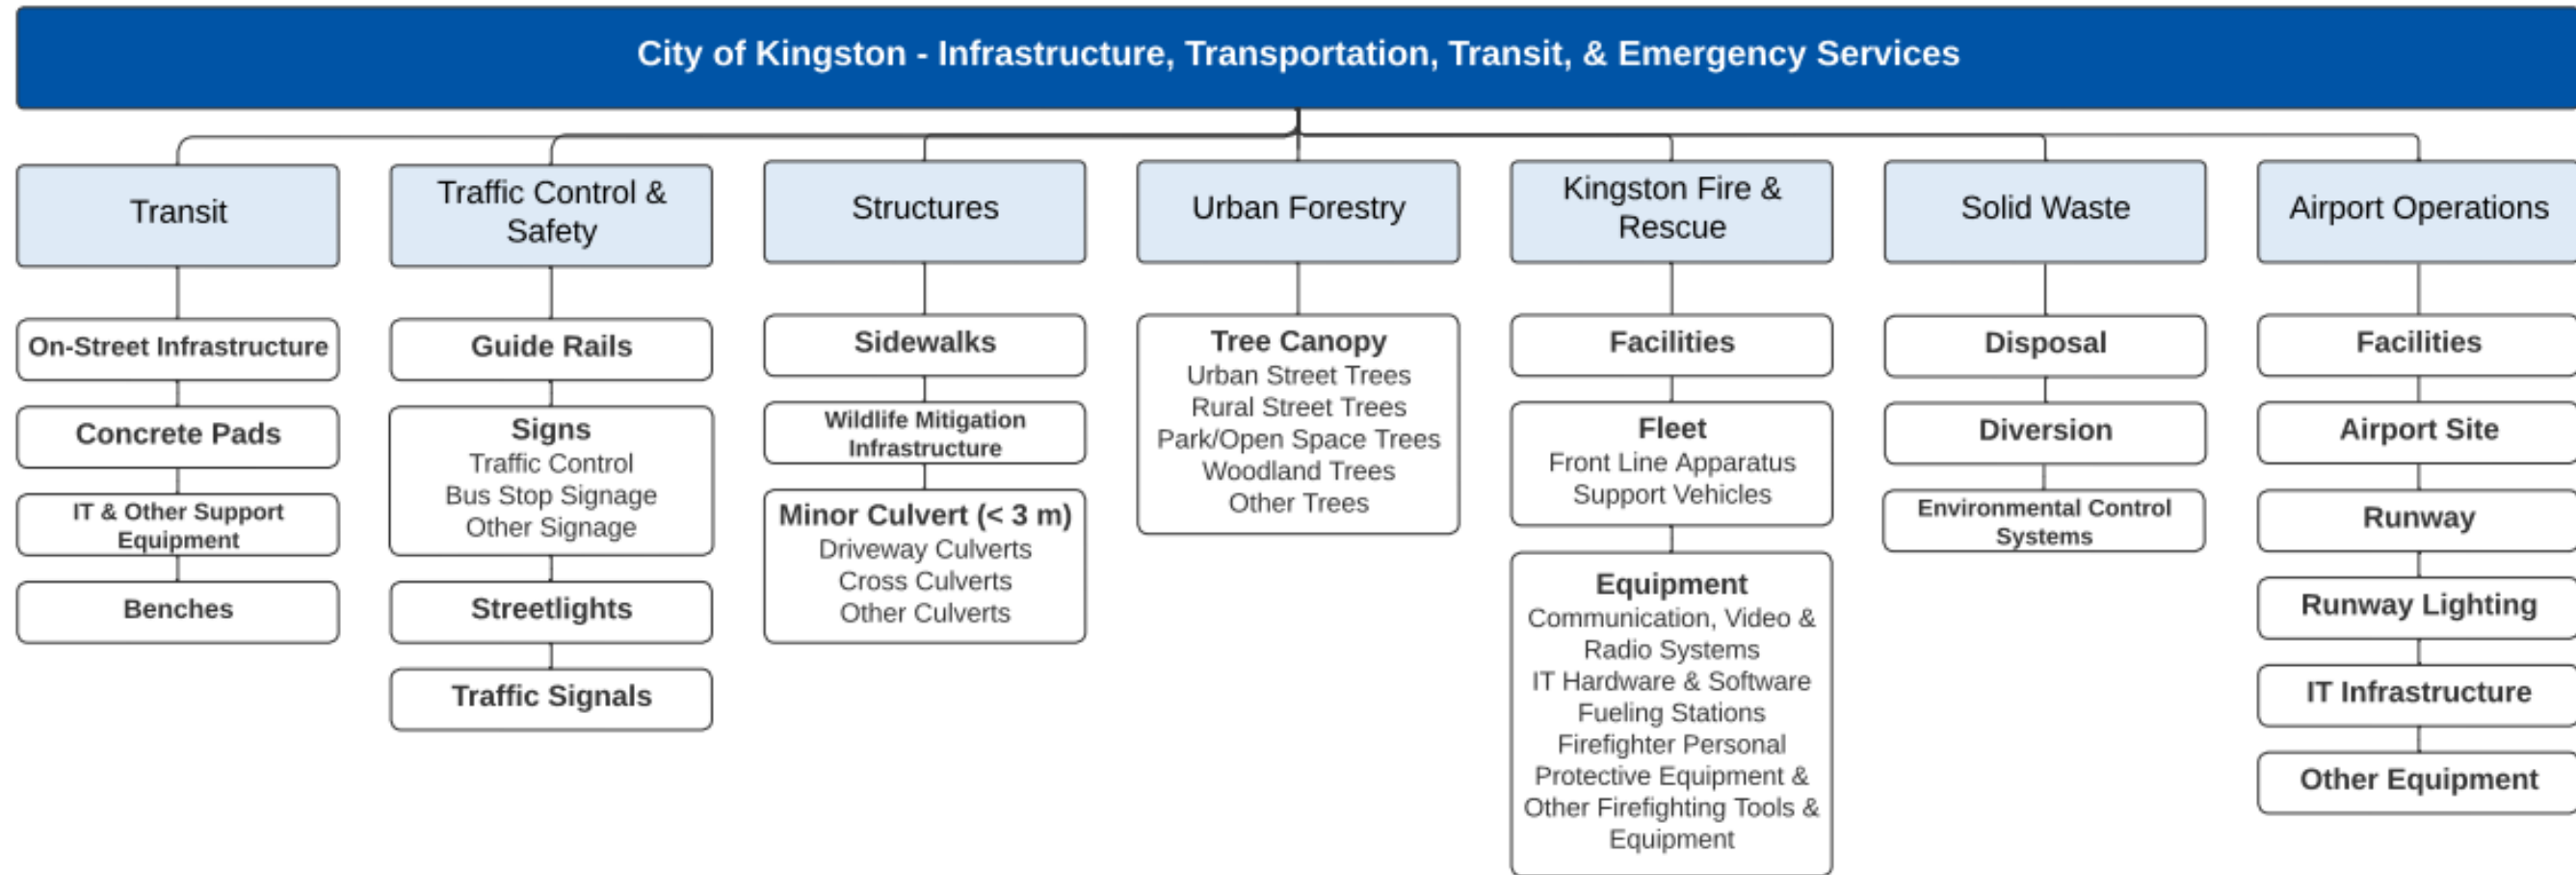 City of Kingston - Infrastructure, Transportation, Transit, & Emergency Services
Transit
On-Street Infrastructure
Concrete Pads
IT & Other Support
Equipment
Benches
Traffic Control &
Safety
Guide Rails
Signs
Traffic Control
Bus Stop Signage
Other Signage
Streetlights
Traffic Signals
Structures
Sidewalks
Wildlife Mitigation
Infrastructure
Minor Culvert (< 3 m)
Driveway Culverts
Cross Culverts
Other Culverts
Urban Forestry
Tree Canopy
Urban Street Trees
Rural Street Trees
Park/Open Space Trees
Woodland Trees
Other Trees
Kingston Fire &
Rescue
Facilities
Fleet
Front Line Apparatus
Support Vehicles
Equipment
Communication, Video &
Radio Systems
IT Hardware & Software
Fueling Stations
Firefighter Personal
Protective Equipment &
Other Firefighting Tools &
Equipment
Solid Waste
Disposal
Diversion
Environmental Control
Systems
Airport Operations
Facilities
Airport Site
Runway
Runway Lighting
IT Infrastructure
Other Equipment